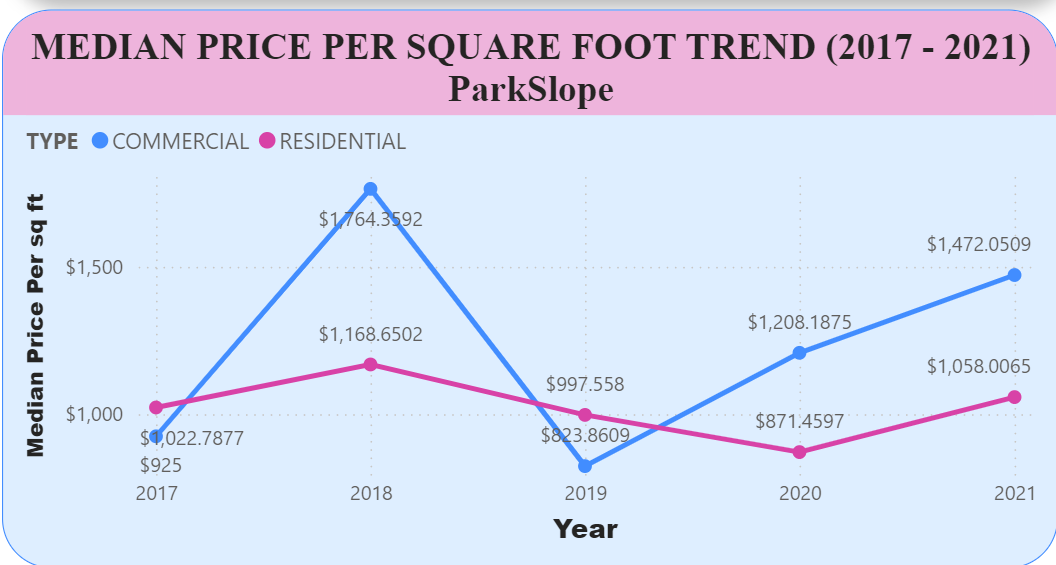 MEDIAN PRICE PER SQUARE FOOT TREND (2017 - 2021)
ParkSlope
TYPE COMMERCIAL RESIDENTIAL
Median Price Per sq ft
$1,764.3592
$1,500
$1,472.0509
$1,208.1875
$1,168.6502
$1,058.0065
$997.558
$1,000
$871.4597
$823.8609
$1,022.7877
$925
2017 2018 2019 2020 2021
Year